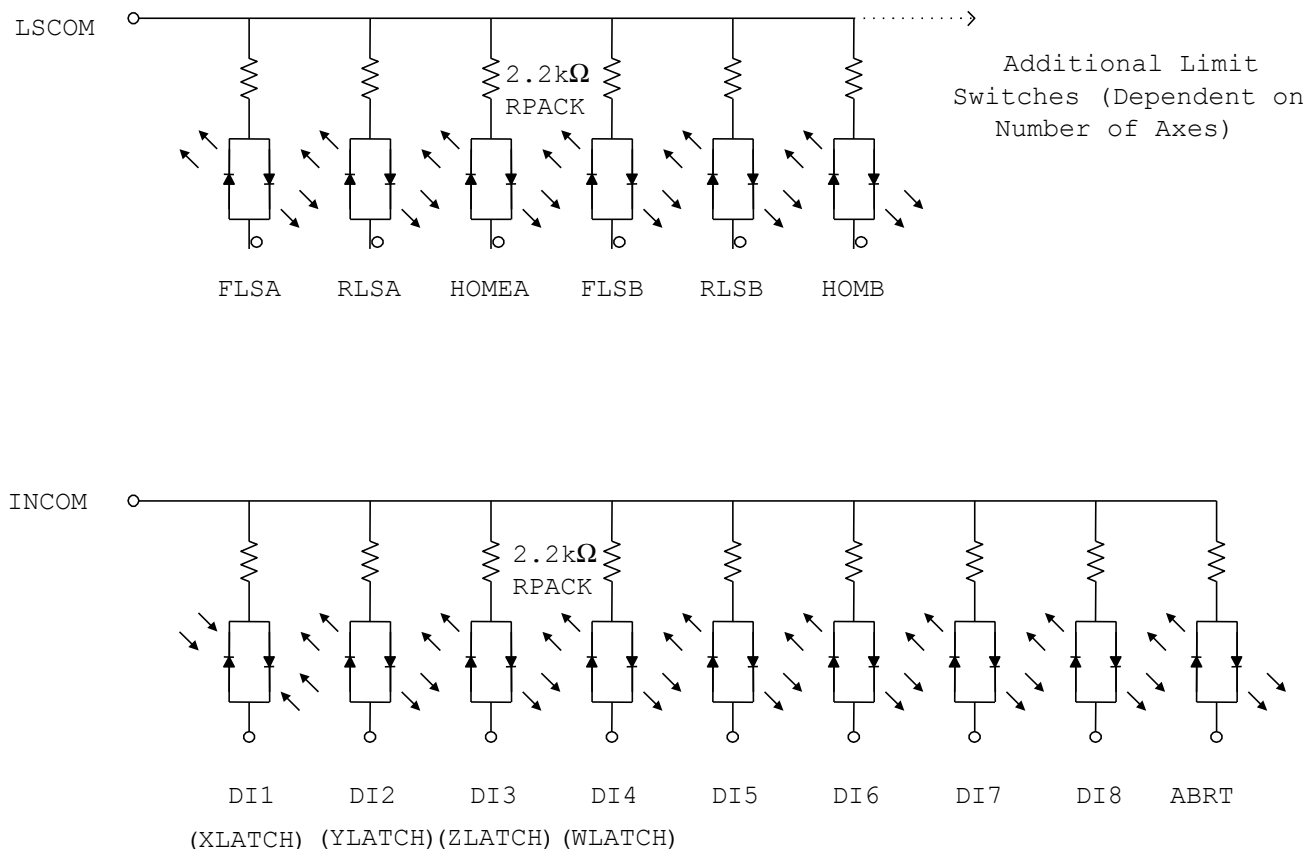 LSCOM
2.2kΩ
RPACK
Additional Limit
Switches (Dependent on
Number of Axes)
FLSA RLSA HOMEA FLSB RLSB HOMB
INCOM
2.2kΩ
RPACK
DI1 DI2 DI3 DI4 DI5 DI6 DI7 DI8 ABRT
(XLATCH) (YLATCH) (ZLATCH) (WLATCH)